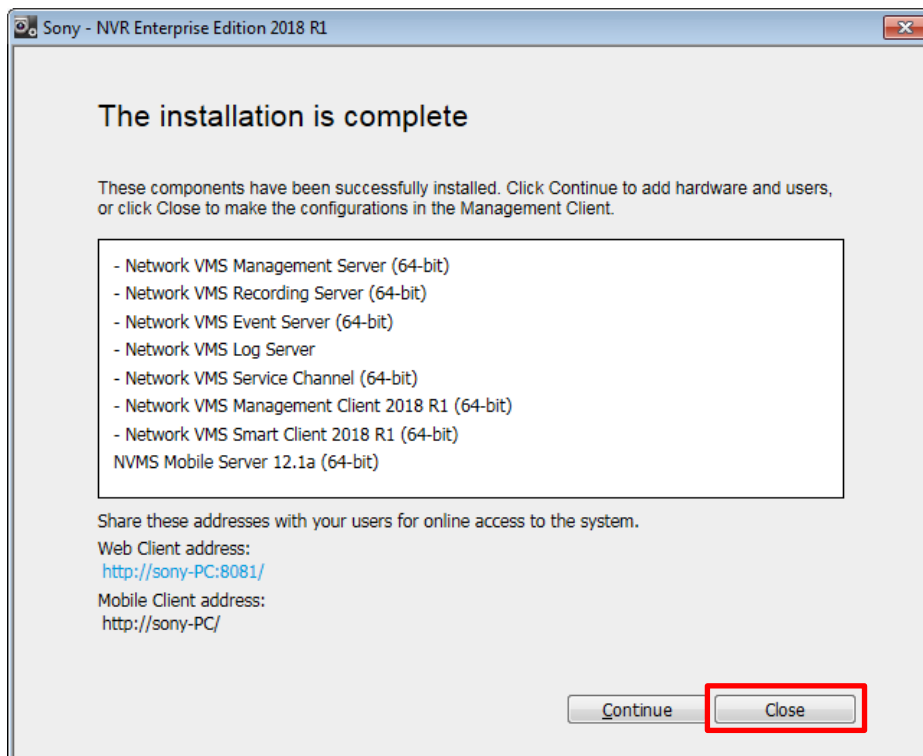 Sony - NVR Enterprise Edition 2018 R1
The installation is complete
These components have been successfully installed. Click Continue to add hardware and users,
or click Close to make the configurations in the Management Client.
- Network VMS Management Server (64-bit)
- Network VMS Recording Server (64-bit)
- Network VMS Event Server (64-bit)
- Network VMS Log Server
- Network VMS Service Channel (64-bit)
- Network VMS Management Client 2018 R1 (64-bit)
- Network VMS Smart Client 2018 R1 (64-bit)
NVMS Mobile Server 12.1a (64-bit)
Share these addresses with your users for online access to the system.
Web Client address:
http://sony-PC:8081/
Mobile Client address:
http://sony-PC/
Continue Close